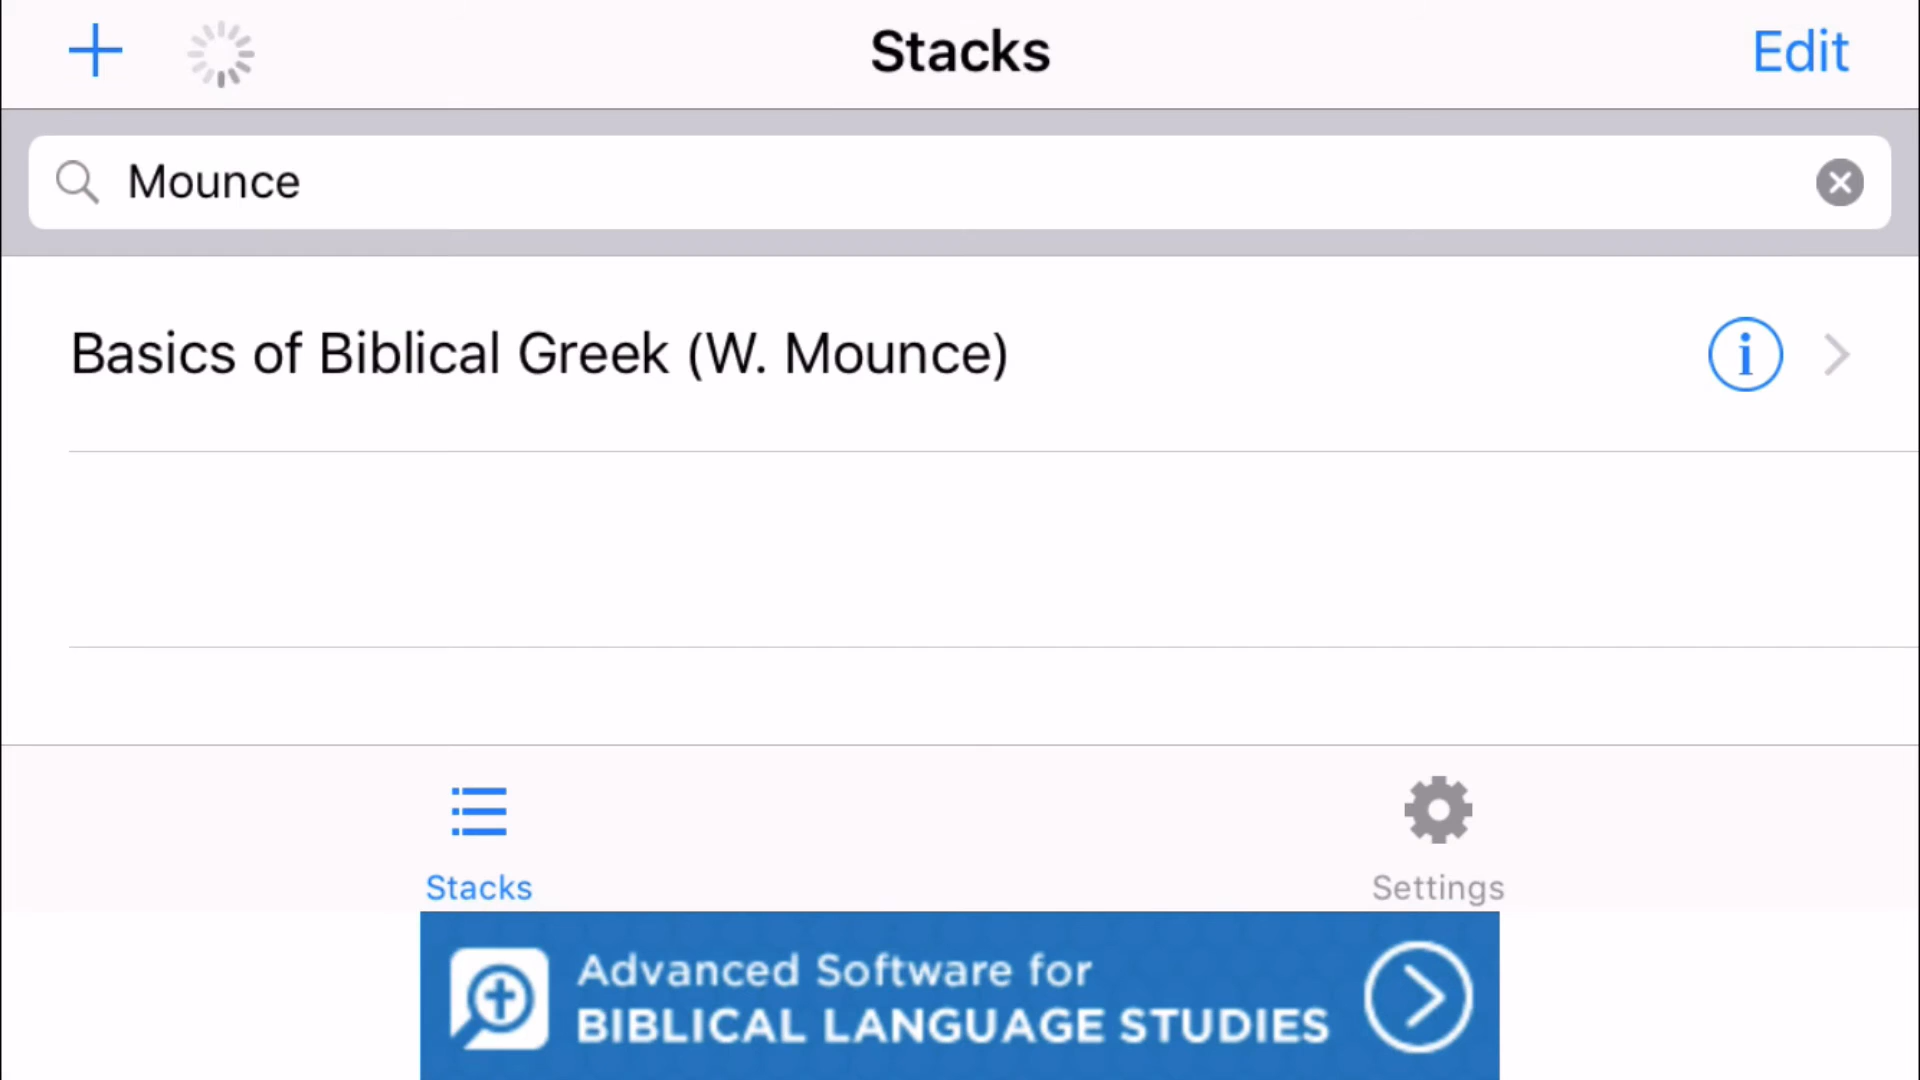 Stacks
Edit
Mounce
Basics of Biblical Greek (W. Mounce)
Stacks
Settings
Advanced Software for
BIBLICAL LANGUAGE STUDIES